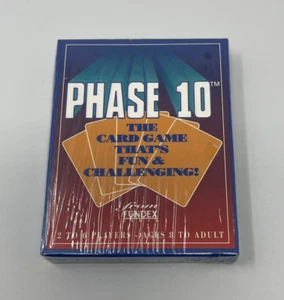 PHASE 10™
THE
CARD GAME
THAT'S
FUN &
CHALLENGING!
from
FUNDEX
2 TO 6 PLAYERS - AGES 8 TO ADULT